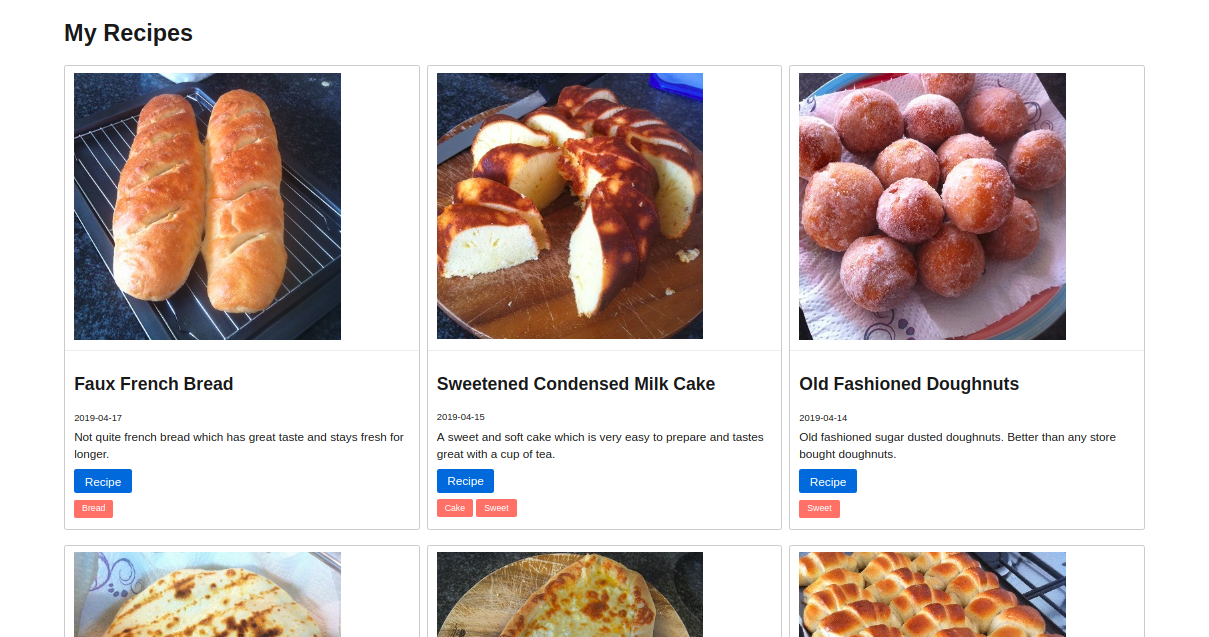 My Recipes
Faux French Bread
2019-04-17
Not quite french bread which has great taste and stays fresh for
longer.
Recipe
Bread
Sweetened Condensed Milk Cake
2019-04-15
A sweet and soft cake which is very easy to prepare and tastes
great with a cup of tea.
Recipe
Cake Sweet
Old Fashioned Doughnuts
2019-04-14
Old fashioned sugar dusted doughnuts. Better than any store
bought doughnuts.
Recipe
Sweet